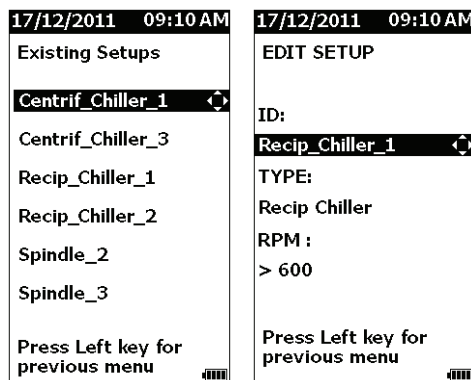 17/12/2011 09:10 AM
Existing Setups
Centrif_Chiller_1
Centrif_Chiller_3
Recip_Chiller_1
Recip_Chiller_2
Spindle_2
Spindle_3
Press Left key for
previous menu
17/12/2011 09:10 AM
EDIT SETUP
ID:
Recip_Chiller_1
TYPE:
Recip Chiller
RPM :
> 600
Press Left key for
previous menu